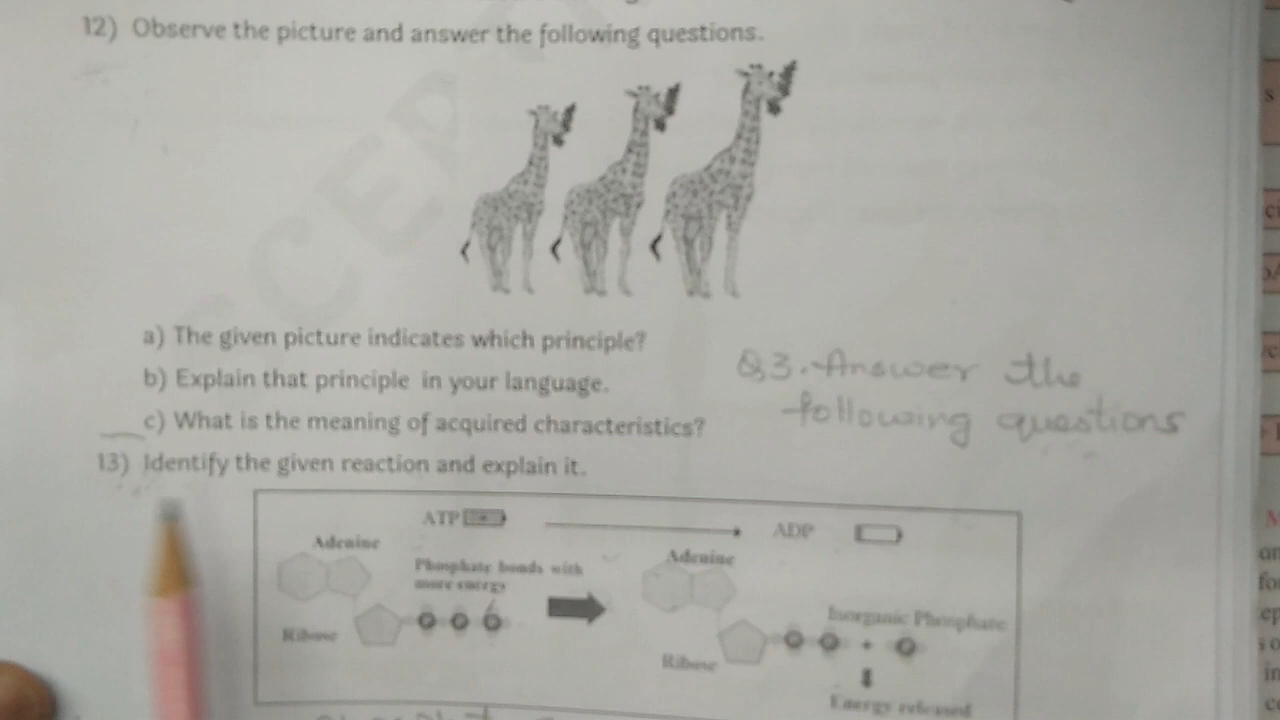 12) Observe the picture and answer the following questions.
a) The given picture indicates which principle?
b) Explain that principle in your language.
c) What is the meaning of acquired characteristics?
Q3. Answer the
following questions
13) Identify the given reaction and explain it.
ATP
ADP
Adenine
Adenine
Phosphate bonds with
more energy
Inorganic Phosphate
Ribose
Ribose
Energy released